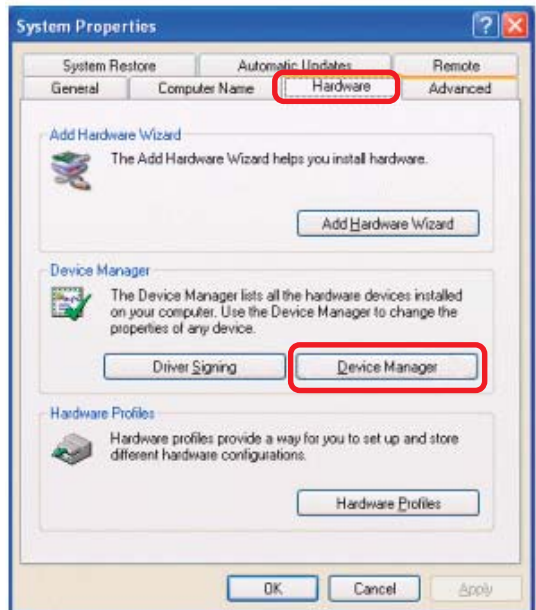 System Properties
System Restore Automatic Updates Remote
General Computer Name Hardware Advanced
Add Hardware Wizard
The Add Hardware Wizard helps you install hardware.
Add Hardware Wizard
Device Manager
The Device Manager lists all the hardware devices installed
on your computer. Use the Device Manager to change the
properties of any device.
Driver Signing Device Manager
Hardware Profiles
Hardware profiles provide a way for you to set up and store
different hardware configurations.
Hardware Profiles
OK Cancel Apply